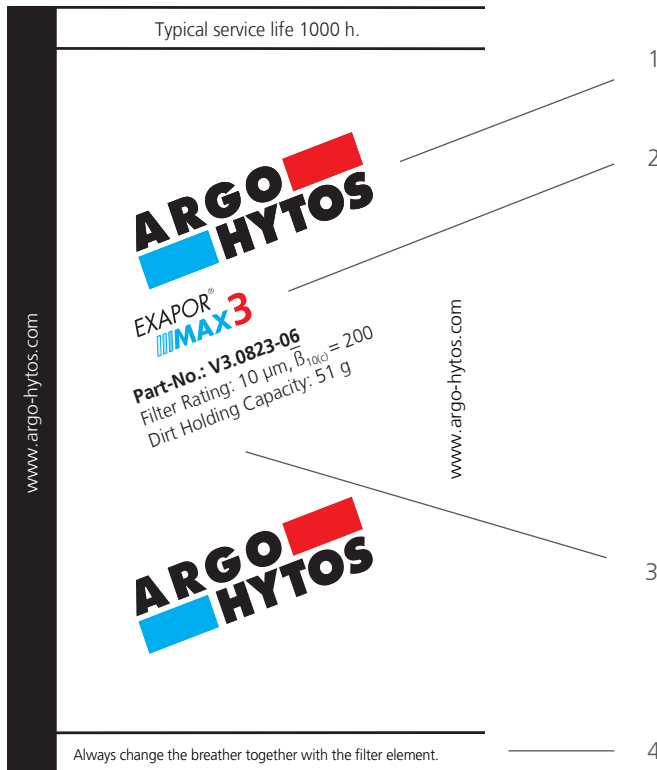 Typical service life 1000 h.
1
2
ARGO
HYTOS
EXAPOR®
MAX3
www.argo-hytos.com
www.argo-hytos.com
Part-No.: V3.0823-06
Filter Rating: 10 µm, β̅10(c) = 200
Dirt Holding Capacity: 51 g
3
ARGO
HYTOS
Always change the breather together with the filter element.
4